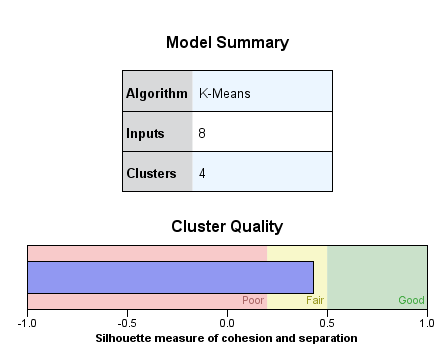 Model Summary
Algorithm K-Means
Inputs 8
Clusters 4
Cluster Quality
Poor Fair Good
-1.0 -0.5 0.0 0.5 1.0
Silhouette measure of cohesion and separation